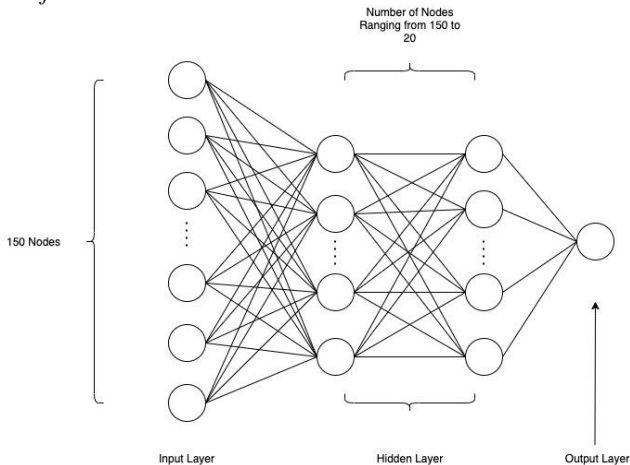 Number of Nodes
Ranging from 150 to
20
150 Nodes
Input Layer
Hidden Layer
Output Layer